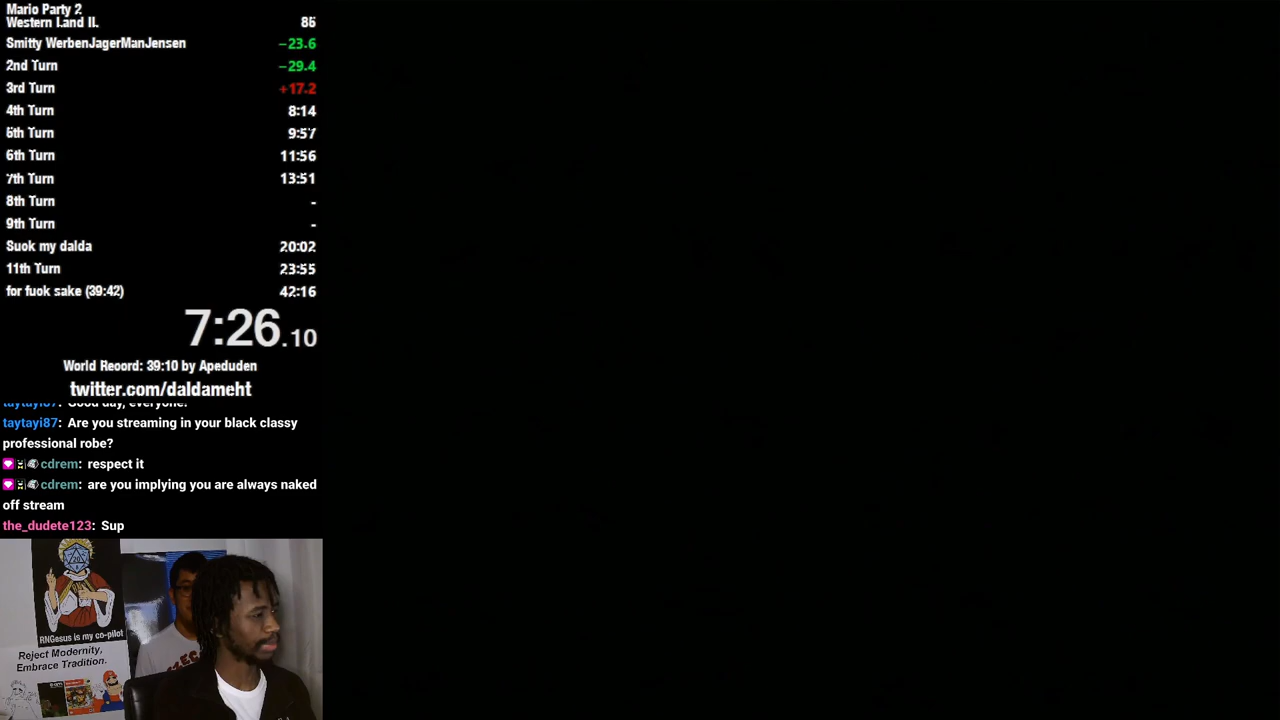 Mario Party 2
Western Land II. 86
Smitty WerbenJagerManJensen -23.6
2nd Turn -29.4
3rd Turn +17.2
4th Turn 8:14
5th Turn 9:57
6th Turn 11:56
7th Turn 13:51
8th Turn -
9th Turn -
Suck my dalda 20:02
11th Turn 23:55
for fuck sake (39:42) 42:16
7:26.10
World Record: 39:10 by Apeduden
twitter.com/daldameht
taytayi87: Good day, everyone!
taytayi87: Are you streaming in your black classy
professional robe?
cdrem: respect it
cdrem: are you implying you are always naked
off stream
the_dudete123: Sup
RNGesus is my co-pilot
Reject Modernity,
Embrace Tradition.